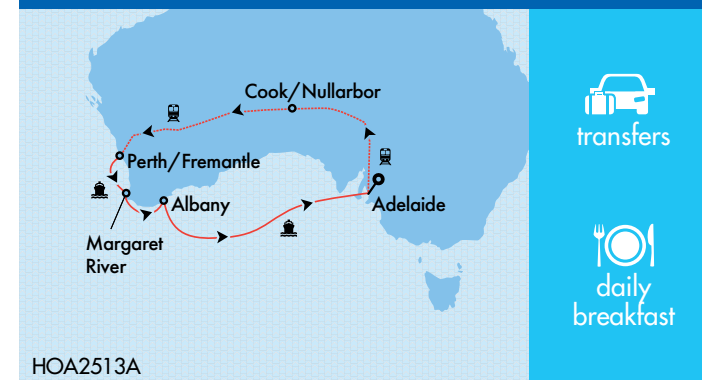 Cook/Nullarbor
Perth/Fremantle
Albany
Adelaide
Margaret
River
HOA2513A
transfers
daily
breakfast